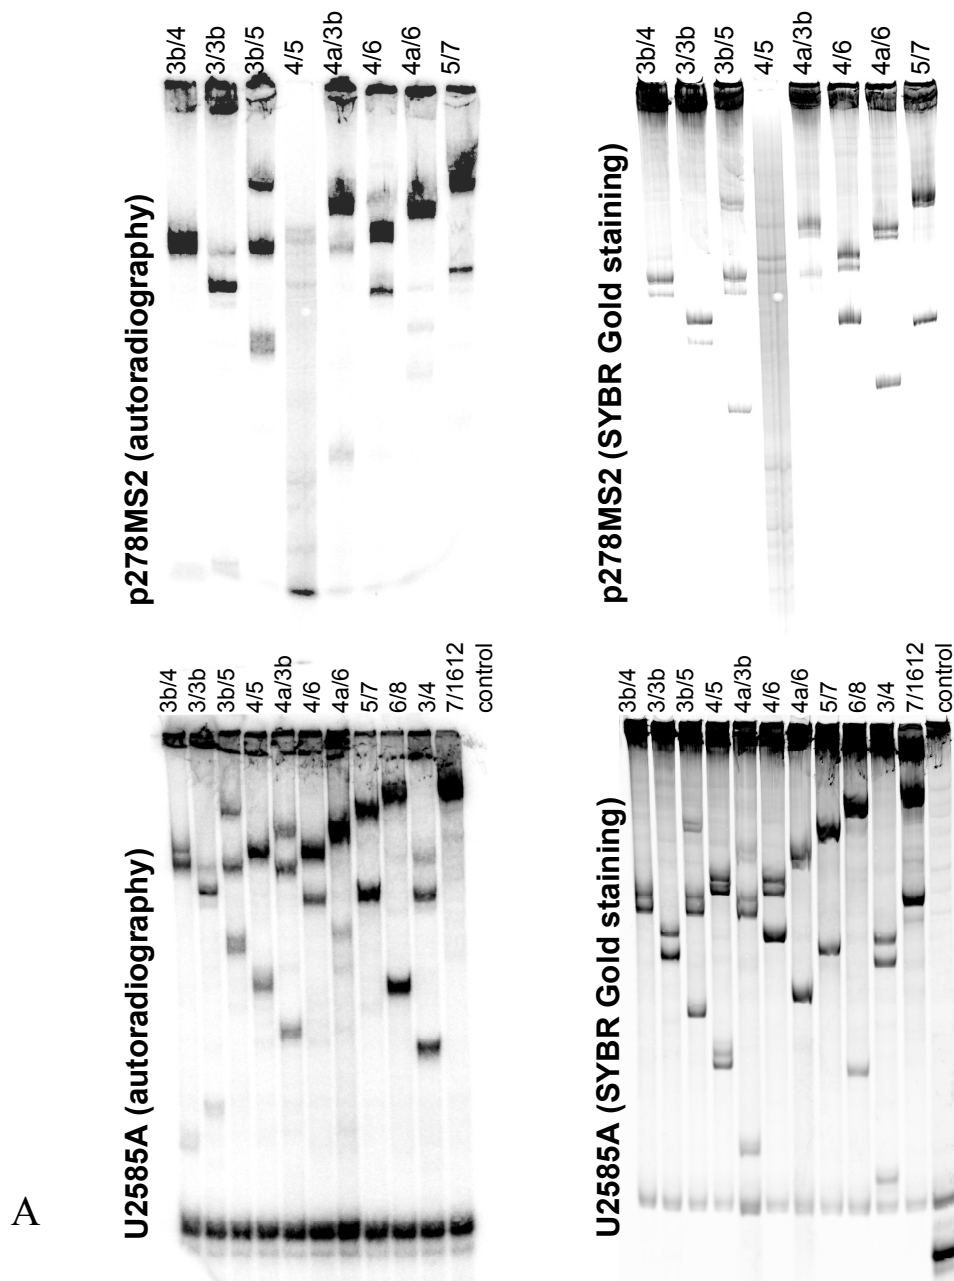 3b/4
3/3b
3b/5
4/5
4a/3b
4/6
4a/6
5/7
p278MS2 (autoradiography)
3b/4
3/3b
3b/5
4/5
4a/3b
4/6
4a/6
5/7
p278MS2 (SYBR Gold staining)
3b/4
3/3b
3b/5
4/5
4a/3b
4/6
4a/6
5/7
6/8
3/4
7/1612
control
U2585A (autoradiography)
3b/4
3/3b
3b/5
4/5
4a/3b
4/6
4a/6
5/7
6/8
3/4
7/1612
control
U2585A (SYBR Gold staining)
A